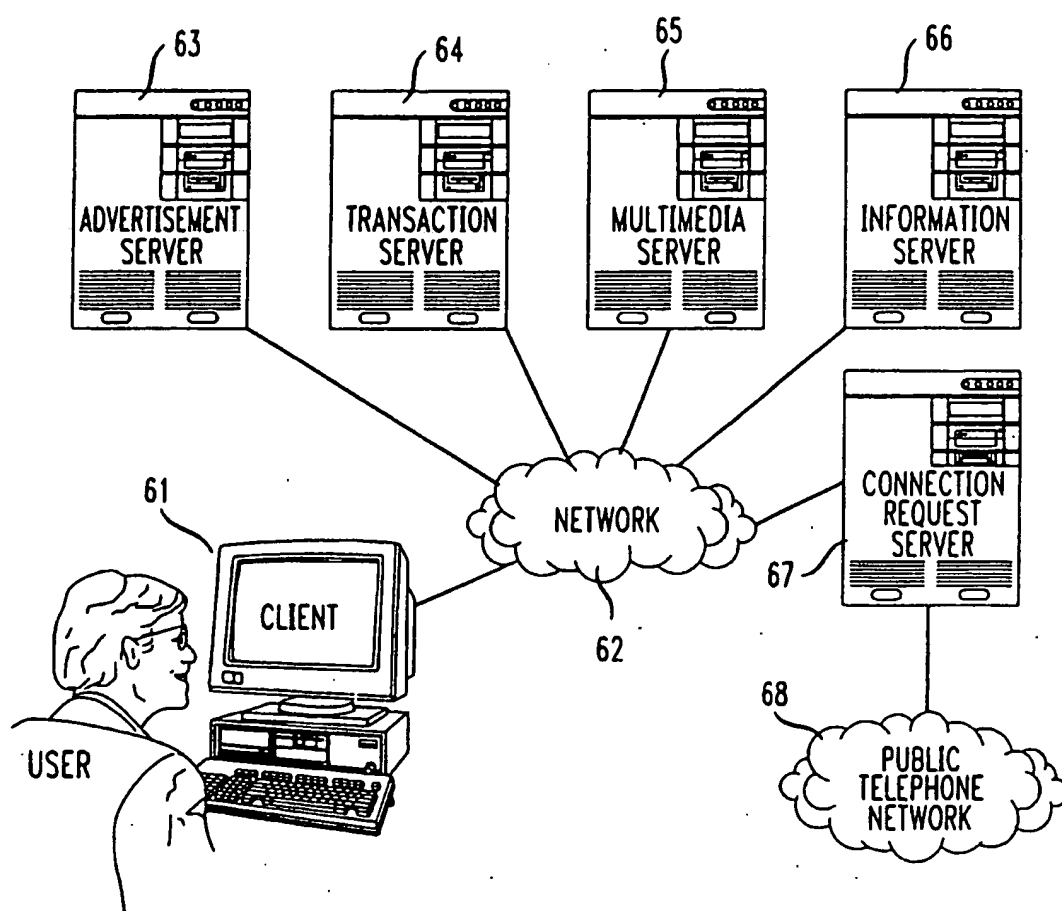 63
64
65
66
ADVERTISEMENT
SERVER
TRANSACTION
SERVER
MULTIMEDIA
SERVER
INFORMATION
SERVER
61
CLIENT
USER
NETWORK
62
CONNECTION
REQUEST
SERVER
67
68
PUBLIC
TELEPHONE
NETWORK